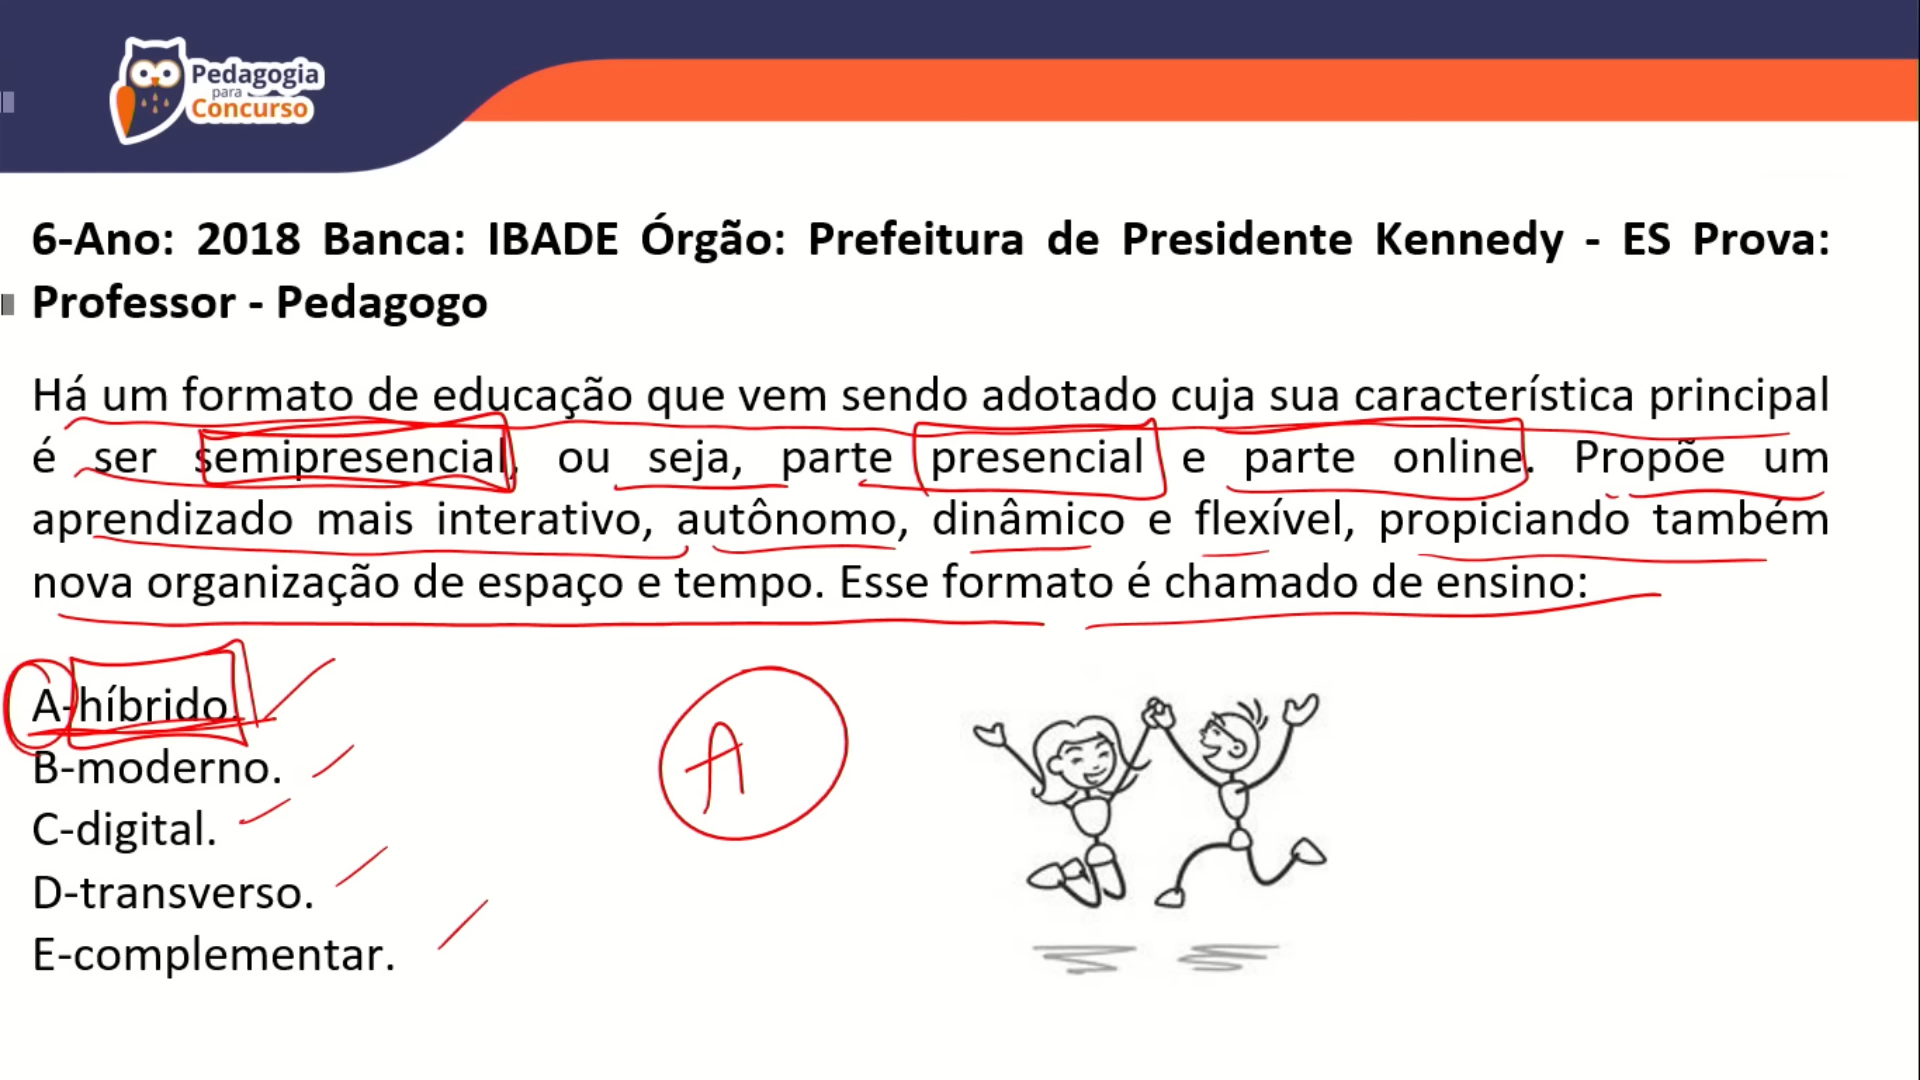 Pedagogia
para
Concurso
6-Ano: 2018 Banca: IBADE Órgão: Prefeitura de Presidente Kennedy - ES Prova:
Professor - Pedagogo
Há um formato de educação que vem sendo adotado cuja sua característica principal
é ser semipresencial, ou seja, parte presencial e parte online. Propõe um
aprendizado mais interativo, autônomo, dinâmico e flexível, propiciando também
nova organização de espaço e tempo. Esse formato é chamado de ensino:
A-híbrido.
B-moderno.
C-digital.
D-transverso.
E-complementar.
A